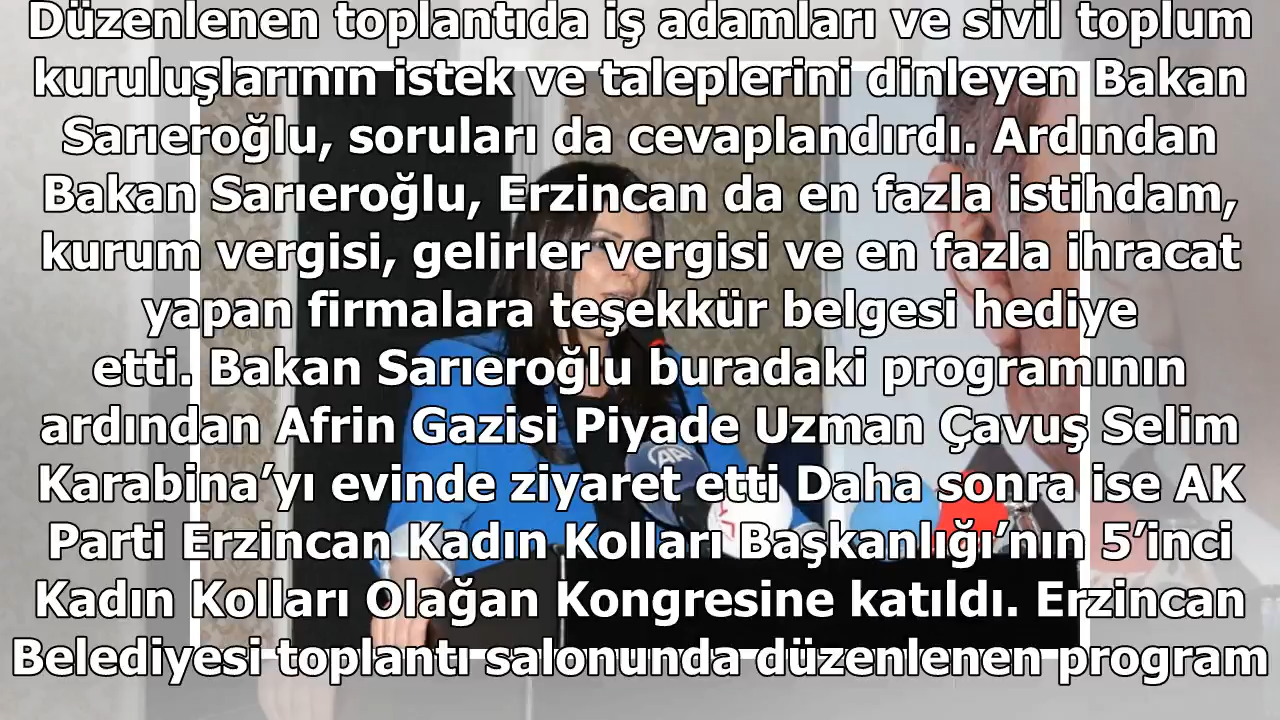 Düzenlenen toplantıda iş adamları ve sivil toplum
kuruluşlarının istek ve taleplerini dinleyen Bakan
Sarıeroğlu, soruları da cevaplandırdı. Ardından
Bakan Sarıeroğlu, Erzincan da en fazla istihdam,
kurum vergisi, gelirler vergisi ve en fazla ihracat
yapan firmalara teşekkür belgesi hediye
etti. Bakan Sarıeroğlu buradaki programının
ardından Afrin Gazisi Piyade Uzman Çavuş Selim
Karabina’yı evinde ziyaret etti Daha sonra ise AK
Parti Erzincan Kadın Kolları Başkanlığı’nın 5’inci
Kadın Kolları Olağan Kongresine katıldı. Erzincan
Belediyesi toplantı salonunda düzenlenen program
AA